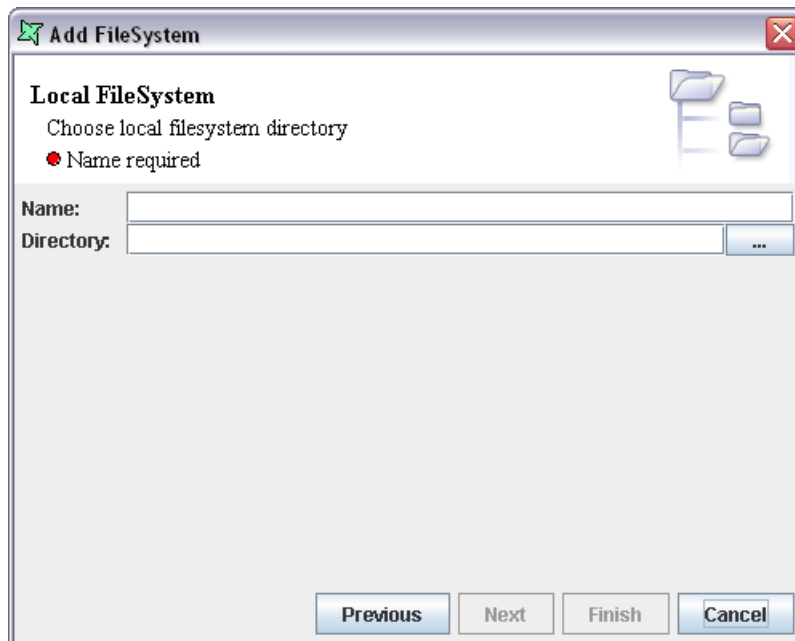 Add FileSystem
Local FileSystem
Choose local filesystem directory
Name required
Name:
Directory:
...
Previous Next Finish Cancel